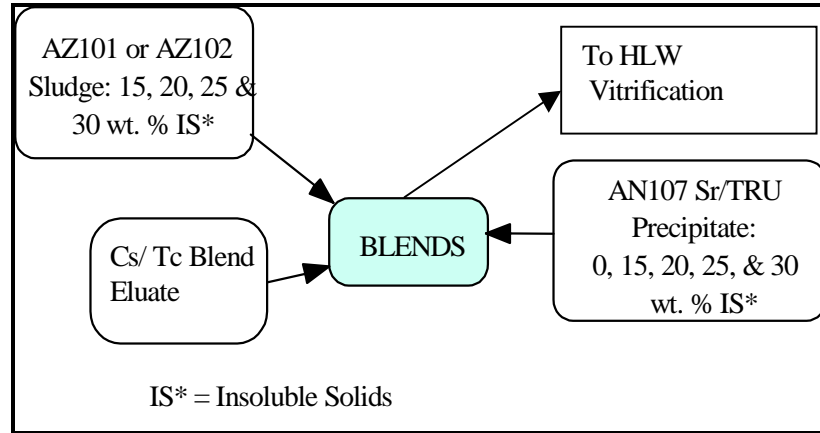 AZ101 or AZ102
Sludge: 15, 20, 25 &
30 wt. % IS*
To HLW
Vitrification
AN107 Sr/TRU
Precipitate:
0, 15, 20, 25, & 30
wt. % IS*
Cs/ Tc Blend
Eluate
BLENDS
IS* = Insoluble Solids